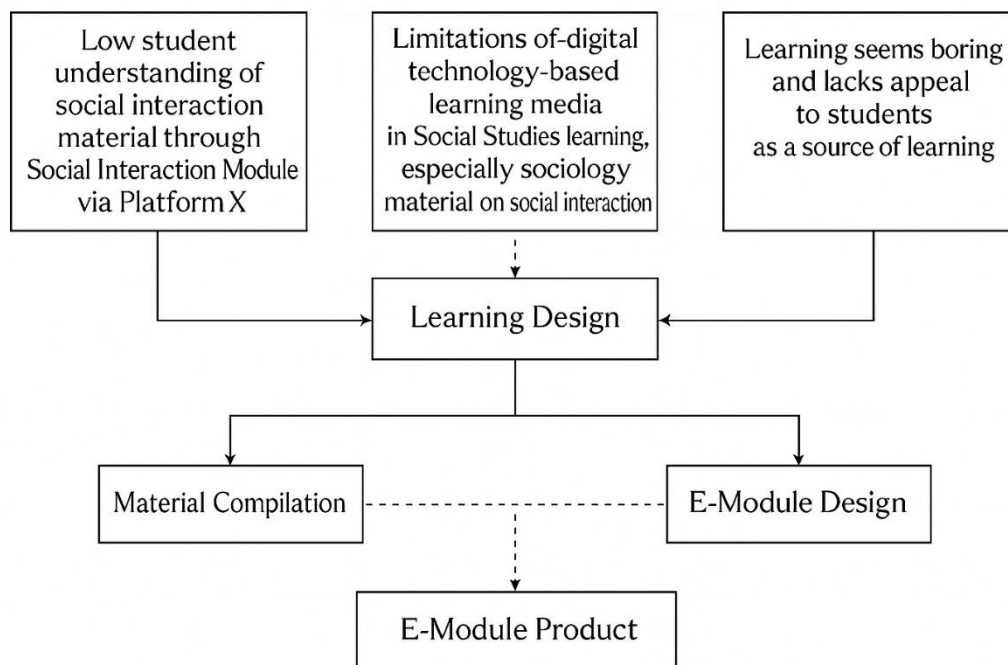 Low student
understanding of
social interaction
material through
Social Interaction Module
via Platform X
Limitations of-digital
technology-based
learning media
in Social Studies learning,
especially sociology
material on social interaction
Learning seems boring
and lacks appeal
to students
as a source of learning
Learning Design
Material Compilation
E-Module Design
E-Module Product